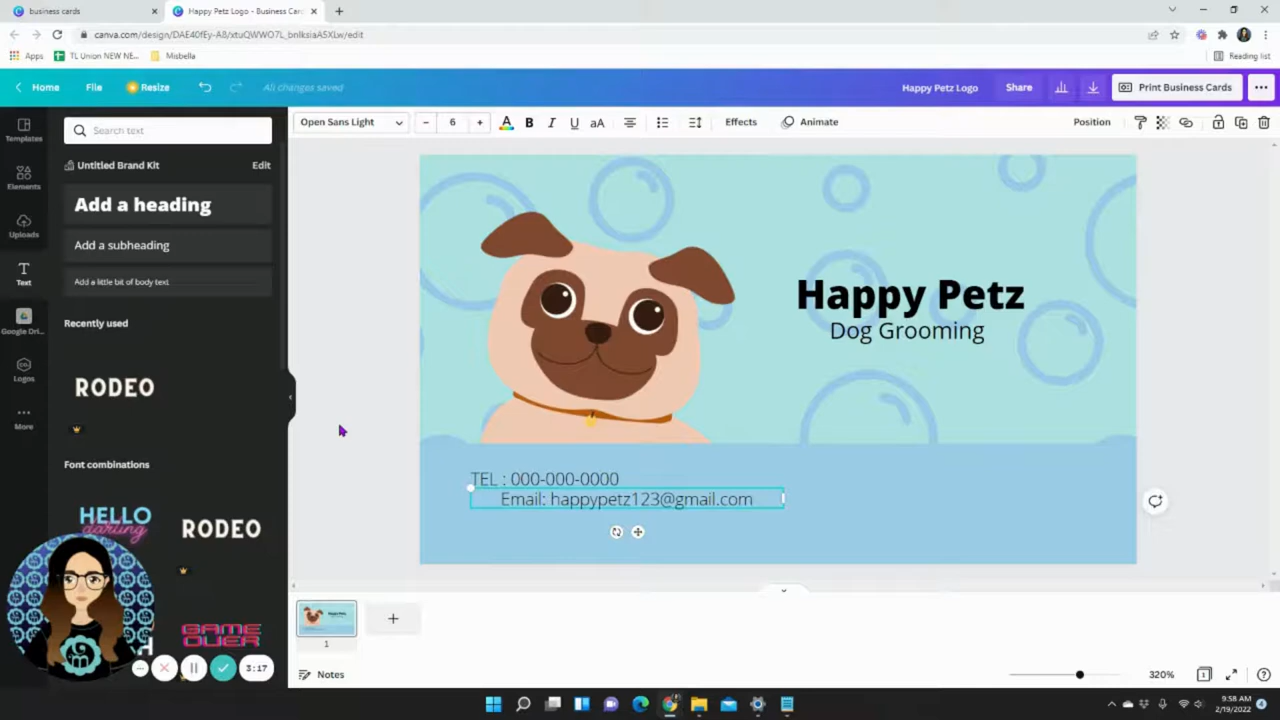 business cards
Happy Petz Logo - Business Car
canva.com/design/DAE40fEy-A8/xtuQWWO7L_bnlksiaA5XLw/edit
Apps
TL Union NEW NE...
Misbella
Reading list
Home
File
Resize
All changes saved
Happy Petz Logo
Share
Print Business Cards
Templates
Search text
Open Sans Light
6
B
I
U
aA
Effects
Animate
Position
Untitled Brand Kit
Edit
Elements
Add a heading
Uploads
Add a subheading
T
Text
Add a little bit of body text
Google Dri...
Recently used
CO.
Logos
RODEO
More
Font combinations
HELLO
darling
RODEO
GAME
OVER
H
3:17
Happy Petz
Dog Grooming
TEL : 000-000-0000
Email: happypetz123@gmail.com
1
Notes
320%
1
9:58 AM
2/19/2022